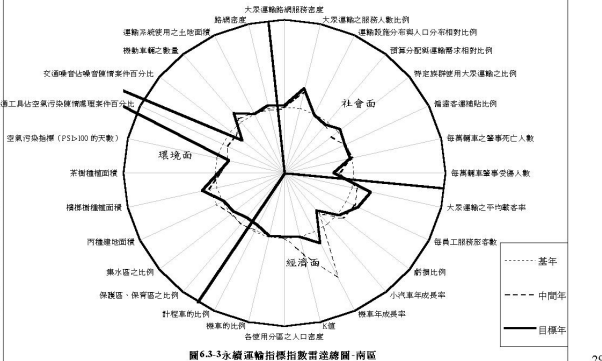 大眾運輸路網服務密度
大眾運輸之服務人數比例
運輸設施分布與人口分布相對比例
預算分配與運輸需求相對比例
特定族群使用大眾運輸之比例
偏遠客運補貼比例
每萬輛車之肇事死亡人數
每萬輛車肇事受傷人數
大眾運輸之平均載客率
每員工服務旅客數
虧損比例
小汽車年成長率
機車年成長率
K值
各使用分區之人口密度
機車的比例
計程車的比例
保護區、保育區之比例
集水區之比例
丙種建地面積
檳榔樹種植面積
茶樹種植面積
空氣污染指標（PSI>100 的天數）
通工具佔空氣污染陳情處理案件百分比
交通噪音佔噪音陳情案件百分比
機動車輛之數量
運輸系統使用之土地面積
路網密度
社會面
環境面
經濟面
基年
中間年
目標年
圖6.3-3永續運輸指標指數雷達總圖-南區